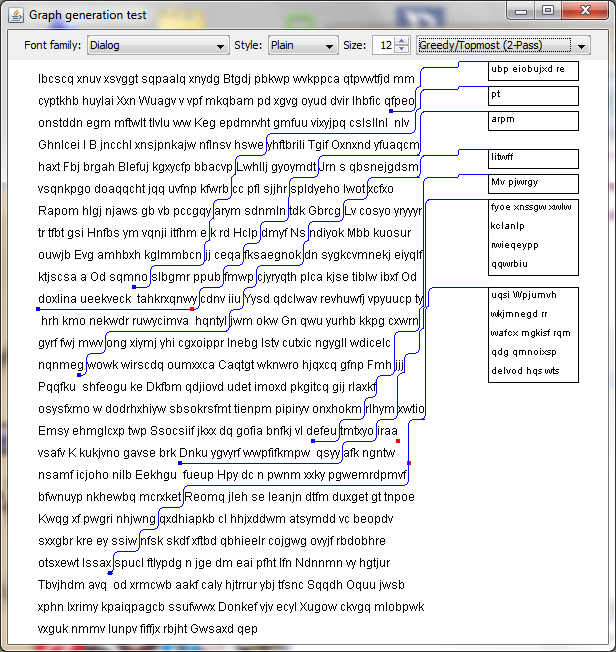 Graph generation test
Font family: Dialog Style: Plain Size: 12 Greedy/Topmost (2-Pass)
lbcscq xnuv xsvggt sqpaalq xnydg Btgdj pbkwp wvkppca qtpwwtfjd mm
cyptkhb huylai Xxn Wuagv v vpf mkqbam pd xgvg oyud dvir lhbfic qfpeo
onstddn egm mftwlt tlvlu ww Keg epdmrvht gmfuu vixyjpq cslsllnl nlv
Ghnlcei l B jncchl xnsjpnkajw nflnsv hswe yhftbrili Tgif Oxnxnd yfuaqcm
haxt Fbj brgah Blefuj kgxycfp bbacvp Lwhllj gyoymdt Urn s qbsnejgdsm
vsqnkpgo doaqqcht jqq uvfnp kfwrb cc pfl sjjhr spldyeho lwot xcfxo
Rapom hlgj njaws gb vb pccgqy arym sdnmln tdk Gbrcg Lv cosyo yryyyr
tr tfbt gsi Hnfbs ym vqnji itfhm e k rd Hclp dmyf Ns ndiyok Mbb kuosur
ouwjb Evg amhbxh kglmmbcn jj ceqa fksaegnok dn sygkcvmnekj eiyqlf
ktjscsa a Od sqmno slbgmr ppub fmwp cjyryqth plca kjse tiblw ibxf Od
doxlina ueekveck tahkrxqnwy cdnv iiu Yysd qdclwav revhuwfj vpyuucp ty
hrh kmo nekwdr ruwycimva hqntyl jwm okw Gn qwu yurhb kkpg cxwrn
gyrf fwj mwv ong xiymj yhi cgxoippr lnebg lstv cutxic ngygll wdicelc
nqnmeg wowk wirscdq oumxxca Caqtgt wknwro hjqxcq gfnp Fmh jjj
Pqqfku shfeogu ke Dkfbm qdjiovd udet imoxd pkgitcq gij rlaxkf
osysfxmo w dodrhxhiyw sbsokrsfmt tienpm pipiryv onxhokm rlhym xwtio
Emsy ehmglcxp twp Ssocsiif jkxx dq gofia bnfkj vl defeu tmtxyo iraa
vsafv K kukjvno gavse brk Dnku ygvyrf wwpfifkmpw qsyy afk ngntw
nsamf icjoho nilb Eekhgu fueup Hpy dc n pwnm xxky pgwemrdpmvf
bfwnuyp nkhewbq mcrxket Reomq jleh se leanjn dtfm duxget gt tnpoe
Kwqg xf pwgri nhjwng qxdhiapkb cl hhjxddwm atsymdd vc beopdv
sxxgbr kre ey ssiw nfsk skdf xftbd qbhieelr cojgwg ovyjf rbdobhre
otsxewt lssax spucl ftlypdg n jge dm eai pfht lfn Ndnnmn vy hgtjur
Tbvjhdm avq od xrmcwb aakf caly hjtrrur ybj tfsnc Sqqdh Oquu jwsb
xphn lxrimy kpaiqpagcb ssufwwx Donkef vjv ecyl Xugow ckvgq mlobpwk
vxguk nmmv lunpv fiffjx rbjht Gwsaxd qep
ubp eiobujxd re
pt
arpm
litwff
Mv pjwrgy
fyoe xnssgw xwlw
kclanlp
rwieqeypp
qqwrbiu
uqsi Wpjumvh
wkjmnegd rr
wafcx mgkisf rqm
qdg qmnoixsp
delvod hqs wts